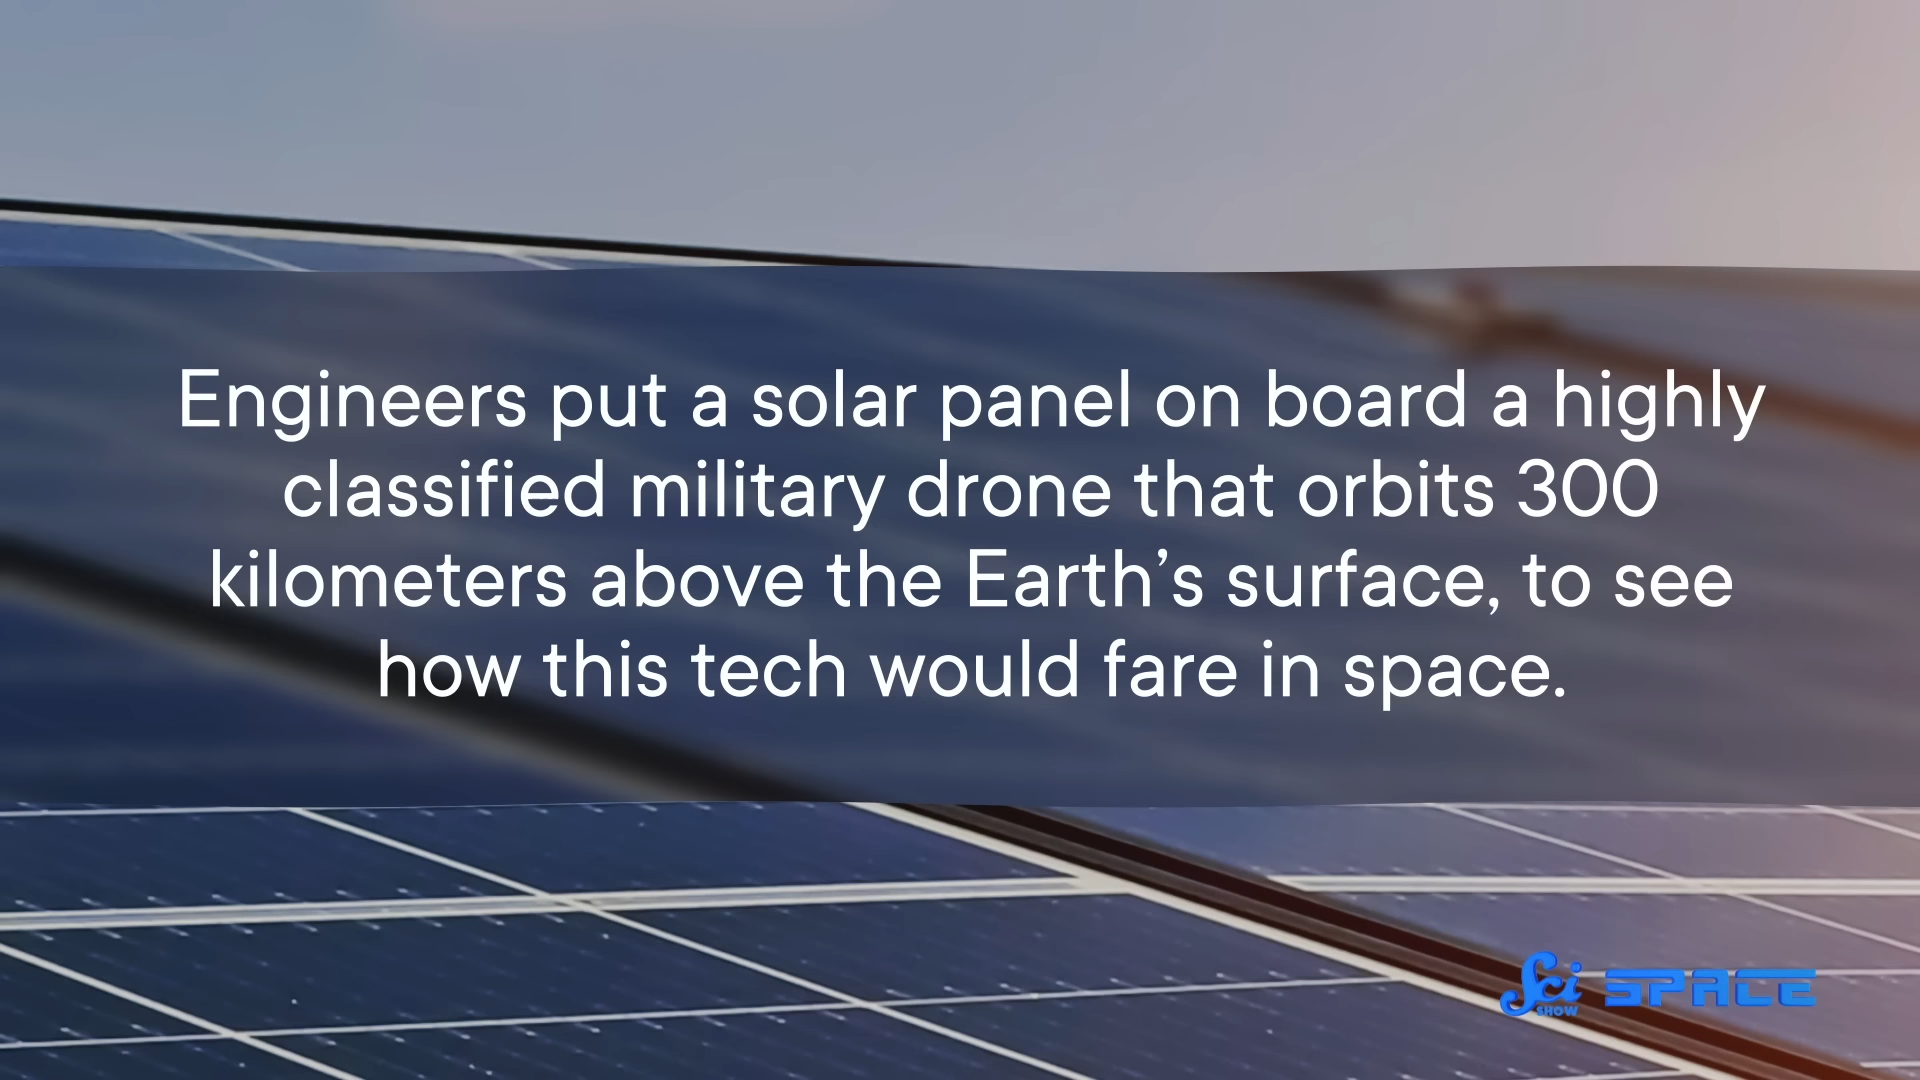 Engineers put a solar panel on board a highly
classified military drone that orbits 300
kilometers above the Earth’s surface, to see
how this tech would fare in space.
Sci SPACE
SHOW